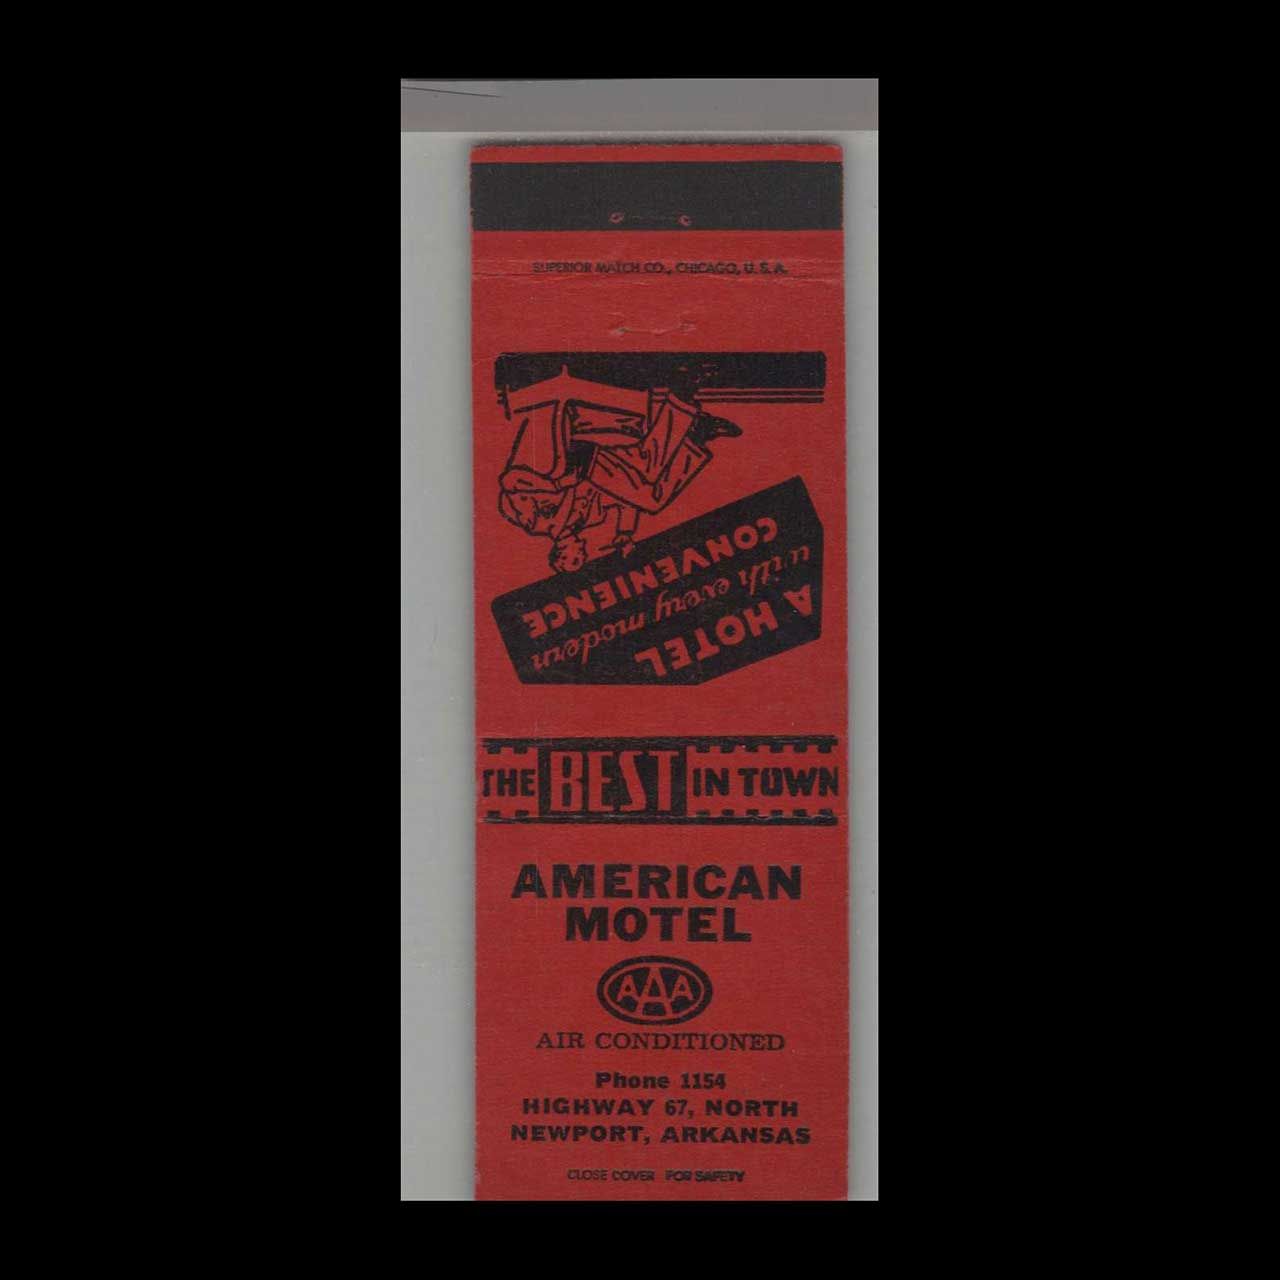 SUPERIOR MATCH CO., CHICAGO, U.S.A.
A HOTEL
with every modern
CONVENIENCE
THE BEST IN TOWN
AMERICAN
MOTEL
AAA
AIR CONDITIONED
Phone 1154
HIGHWAY 67, NORTH
NEWPORT, ARKANSAS
CLOSE COVER FOR SAFETY